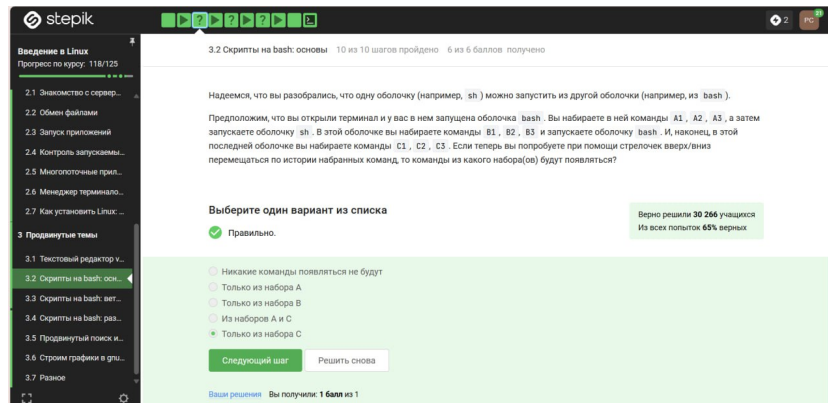 stepik
2
PC
21
Введение в Linux
Прогресс по курсу: 118/125
2.1 Знакомство с сервер...
2.2 Обмен файлами
2.3 Запуск приложений
2.4 Контроль запускаемы...
2.5 Многопоточные прил...
2.6 Менеджер терминало...
2.7 Как установить Linux: ...
3 Продвинутые темы
3.1 Текстовый редактор v...
3.2 Скрипты на bash: осн...
3.3 Скрипты на bash: вет...
3.4 Скрипты на bash: раз...
3.5 Продвинутый поиск и...
3.6 Строим графики в gnu...
3.7 Разное
3.2 Скрипты на bash: основы 10 из 10 шагов пройдено 6 из 6 баллов получено
Надеемся, что вы разобрались, что одну оболочку (например, sh ) можно запустить из другой оболочки (например, из bash ).
Предположим, что вы открыли терминал и у вас в нем запущена оболочка bash . Вы набираете в ней команды A1 , A2 , A3 , а затем
запускаете оболочку sh . В этой оболочке вы набираете команды B1 , B2 , B3 и запускаете оболочку bash . И, наконец, в этой
последней оболочке вы набираете команды C1 , C2 , C3 . Если теперь вы попробуете при помощи стрелочек вверх/вниз
перемещаться по истории набранных команд, то команды из какого набора(ов) будут появляться?
Выберите один вариант из списка
Правильно.
Верно решили 30 266 учащихся
Из всех попыток 65% верных
Никакие команды появляться не будут
Только из набора A
Только из набора B
Из наборов A и C
Только из набора C
Следующий шаг
Решить снова
Ваши решения Вы получили: 1 балл из 1